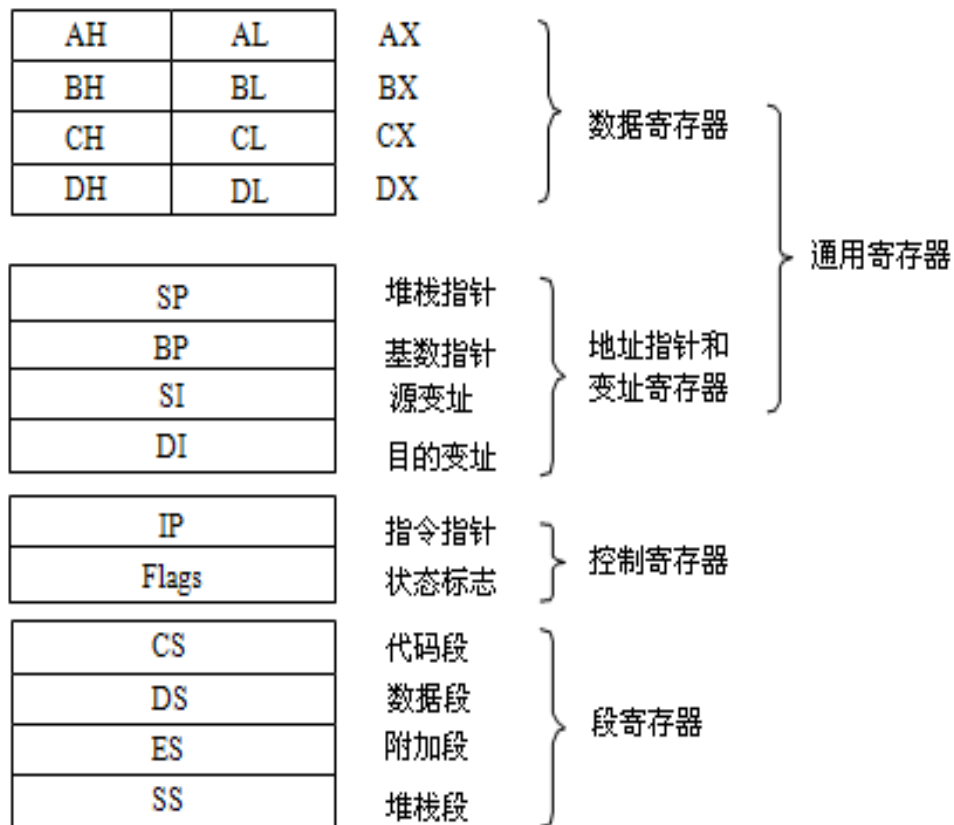 AH AL AX
BH BL BX
CH CL CX
DH DL DX
数据寄存器
通用寄存器
SP 堆栈指针
BP 基数指针
SI 源变址
DI 目的变址
地址指针和
变址寄存器
IP 指令指针
Flags 状态标志
控制寄存器
CS 代码段
DS 数据段
ES 附加段
SS 堆栈段
段寄存器